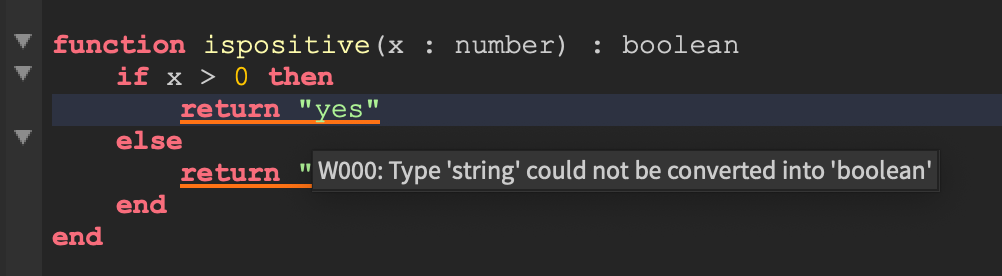 function ispositive(x : number) : boolean
if x > 0 then
return "yes"
else
return "
W000: Type 'string' could not be converted into 'boolean'
end
end